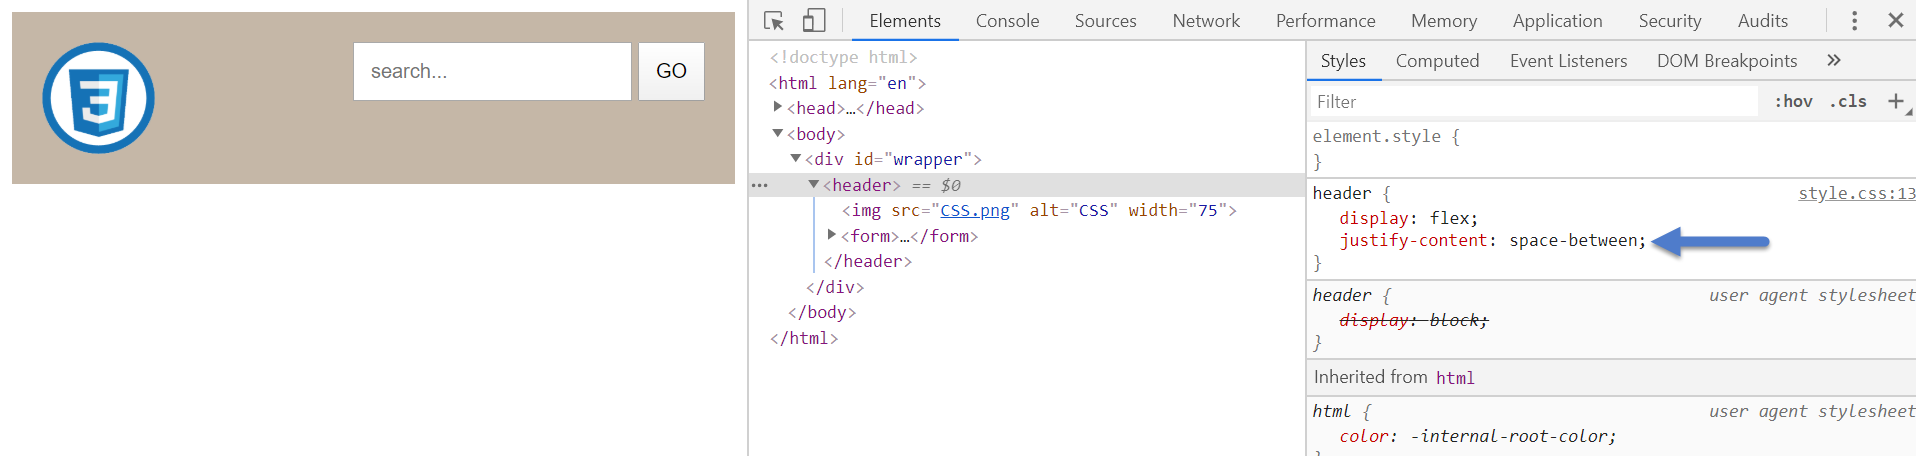 search...
GO
3
Elements Console Sources Network Performance Memory Application Security Audits
<!doctype html>
<html lang="en">
<head>…</head>
<body>
<div id="wrapper">
<header> == $0
<img src="CSS.png" alt="CSS" width="75">
<form>…</form>
</header>
</div>
</body>
</html>
Styles Computed Event Listeners DOM Breakpoints »
Filter :hov .cls +
element.style {
}
header { style.css:13
display: flex;
justify-content: space-between;
}
header { user agent stylesheet
display: block;
}
Inherited from html
html { user agent stylesheet
color: -internal-root-color;
}